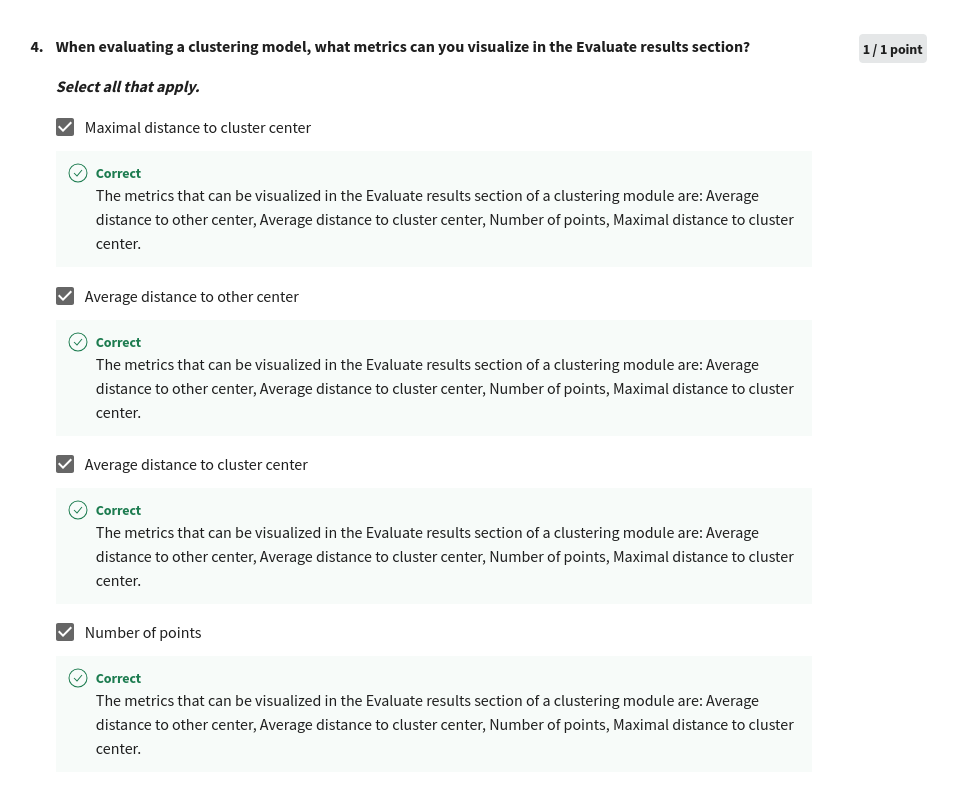 4. When evaluating a clustering model, what metrics can you visualize in the Evaluate results section?
1 / 1 point
Select all that apply.
Maximal distance to cluster center
Correct
The metrics that can be visualized in the Evaluate results section of a clustering module are: Average
distance to other center, Average distance to cluster center, Number of points, Maximal distance to cluster
center.
Average distance to other center
Correct
The metrics that can be visualized in the Evaluate results section of a clustering module are: Average
distance to other center, Average distance to cluster center, Number of points, Maximal distance to cluster
center.
Average distance to cluster center
Correct
The metrics that can be visualized in the Evaluate results section of a clustering module are: Average
distance to other center, Average distance to cluster center, Number of points, Maximal distance to cluster
center.
Number of points
Correct
The metrics that can be visualized in the Evaluate results section of a clustering module are: Average
distance to other center, Average distance to cluster center, Number of points, Maximal distance to cluster
center.